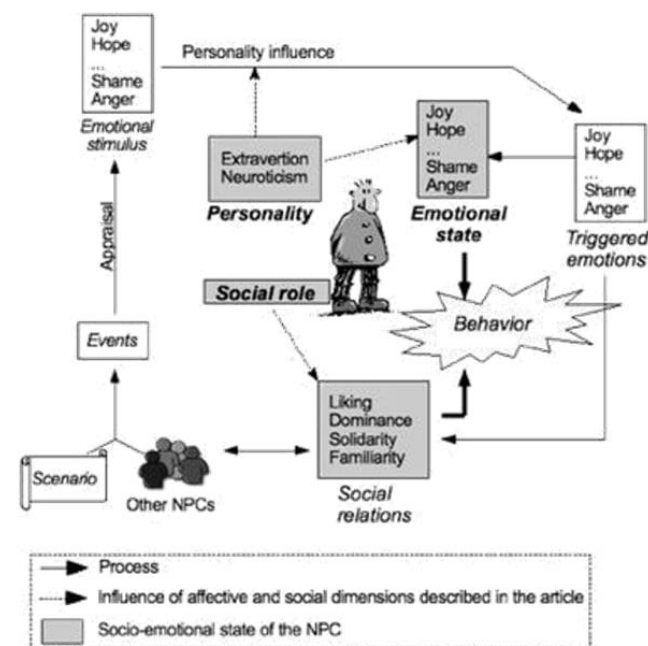 Joy
Hope
...
Shame
Anger
Emotional
stimulus
Personality influence
Extravertion
Neuroticism
Personality
Joy
Hope
...
Shame
Anger
Emotional
state
Joy
Hope
...
Shame
Anger
Triggered
emotions
Appraisal
Social role
Behavior
Events
Liking
Dominance
Solidarity
Familiarity
Social
relations
Scenario
Other NPCs
Process
Influence of affective and social dimensions described in the article
Socio-emotional state of the NPC